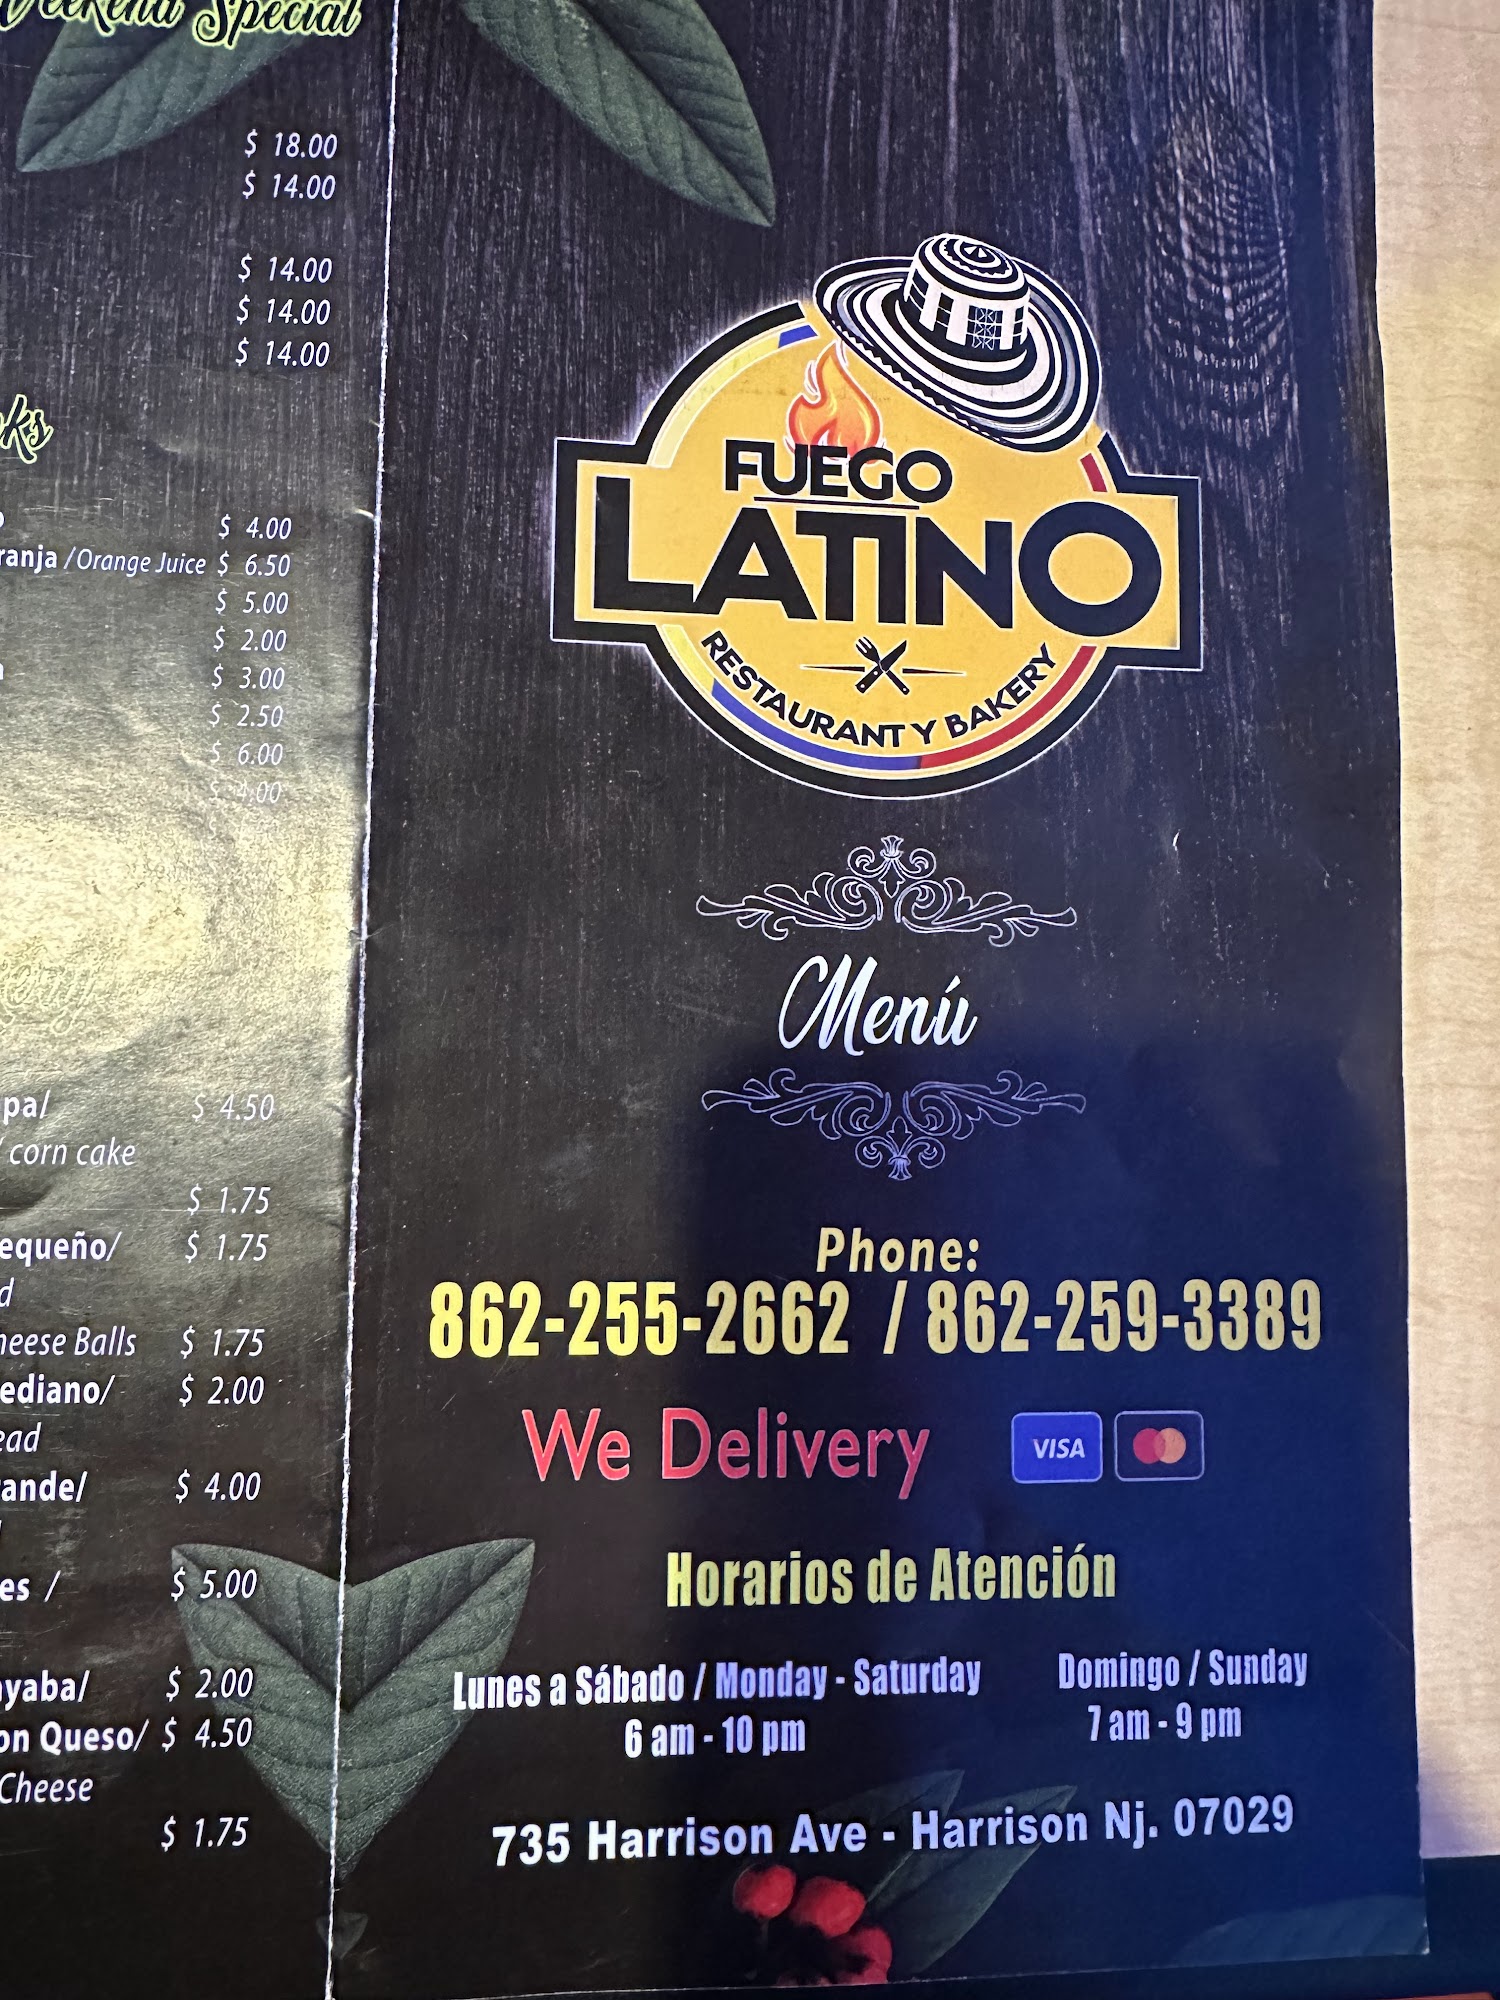 Weekend Special
$ 18.00
$ 14.00
$ 14.00
$ 14.00
$ 14.00
$ 4.00
ranja / Orange Juice $ 6.50
$ 5.00
$ 2.00
$ 3.00
$ 2.50
$ 6.00
$ 4.00
pa/ $ 4.50
/ corn cake
$ 1.75
equeño/ $ 1.75
d
heese Balls $ 1.75
ediano/ $ 2.00
ead
ande/ $ 4.00
es / $ 5.00
yaba/ $ 2.00
on Queso/ $ 4.50
Cheese
$ 1.75
FUEGO
LATINO
RESTAURANT Y BAKERY
Menú
Phone:
862-255-2662 / 862-259-3389
We Delivery VISA
Horarios de Atención
Lunes a Sábado / Monday - Saturday
6 am - 10 pm
Domingo / Sunday
7 am - 9 pm
735 Harrison Ave - Harrison Nj. 07029